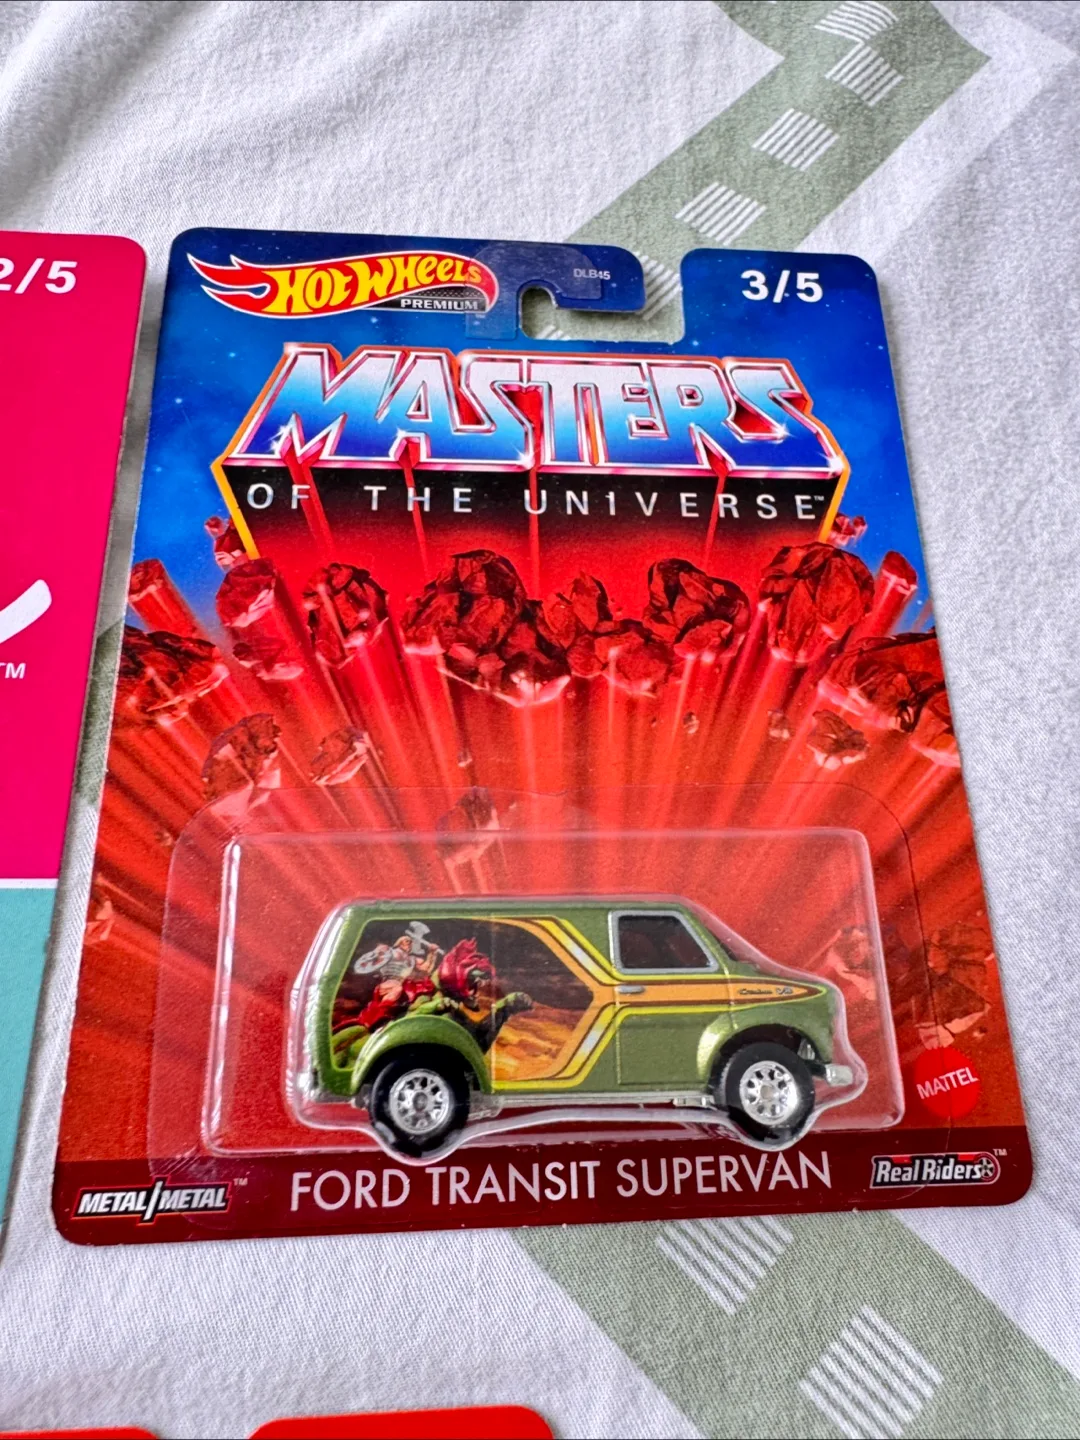 2/5
TM
HOT WHEELS
PREMIUM
DLB45
3/5
MASTERS
OF THE UNIVERSE™
MATTEL
METAL/METAL™
FORD TRANSIT SUPERVAN
Real Riders™